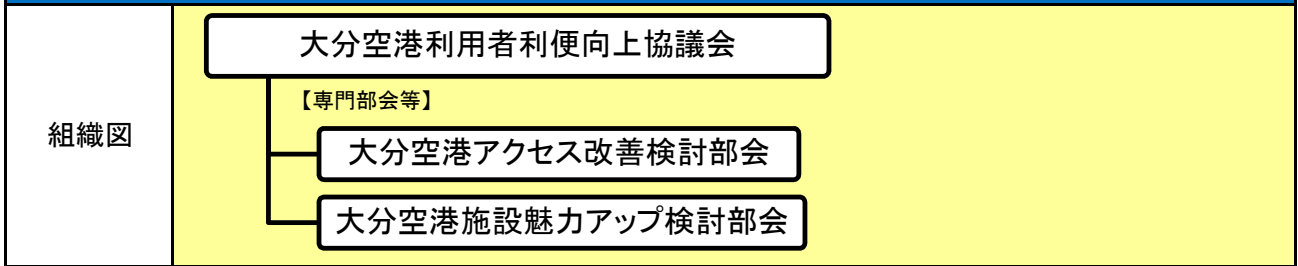 組織図
大分空港利用者利便向上協議会
【専門部会等】
大分空港アクセス改善検討部会
大分空港施設魅力アップ検討部会